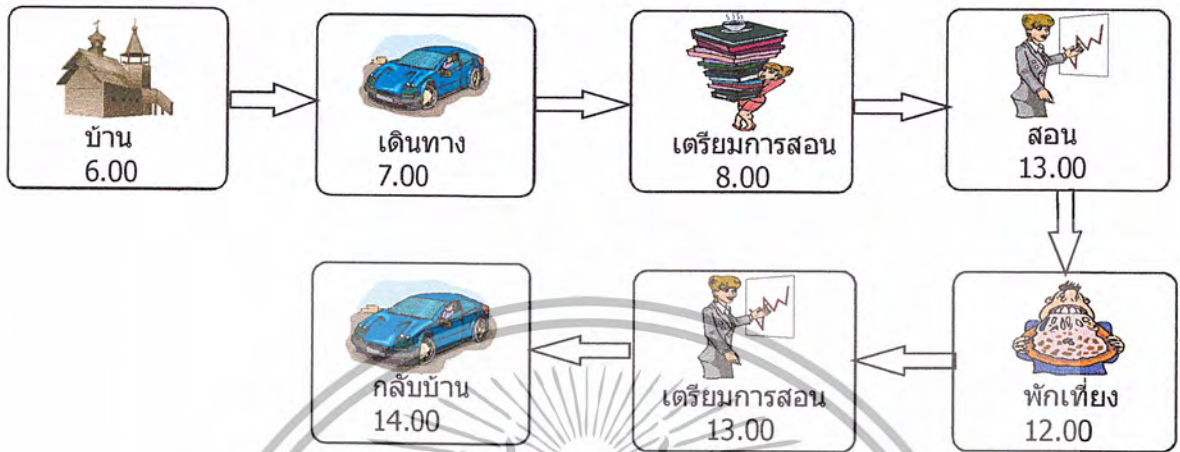 บ้าน
6.00
เดินทาง
7.00
เตรียมการสอน
8.00
สอน
13.00
พักเที่ยง
12.00
เตรียมการสอน
13.00
กลับบ้าน
14.00